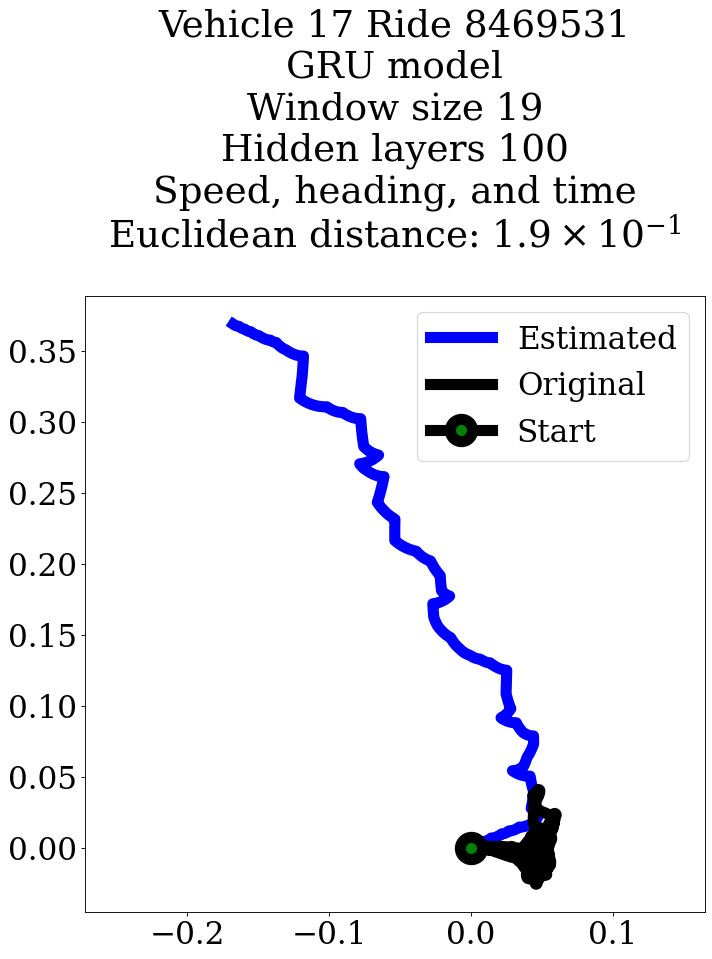 Vehicle 17 Ride 8469531
GRU model
Window size 19
Hidden layers 100
Speed, heading, and time
Euclidean distance: 1.9 × 10⁻¹
Estimated
Original
Start
0.35
0.30
0.25
0.20
0.15
0.10
0.05
0.00
−0.2 −0.1 0.0 0.1